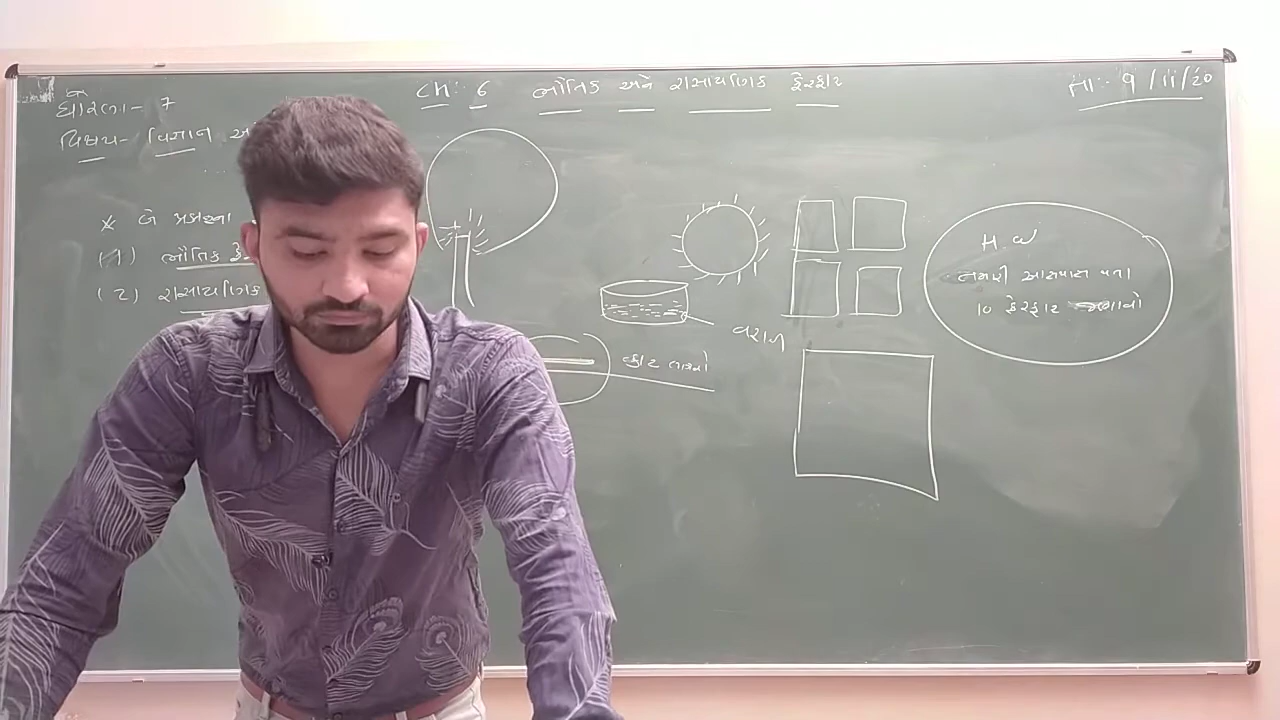 ધોરણ - 7
Ch : 6 ભૌતિક અને રાસાયણિક ફેરફાર
તા : 9/11/20
વિષય - વિજ્ઞાન
* બે પ્રકારના
(1) ભૌતિક ફે
(2) રાસાયણિક
કાટ લાગવો
વરાળ
H.W
તમારી આસપાસ થતા
10 ફેરફાર જણાવો